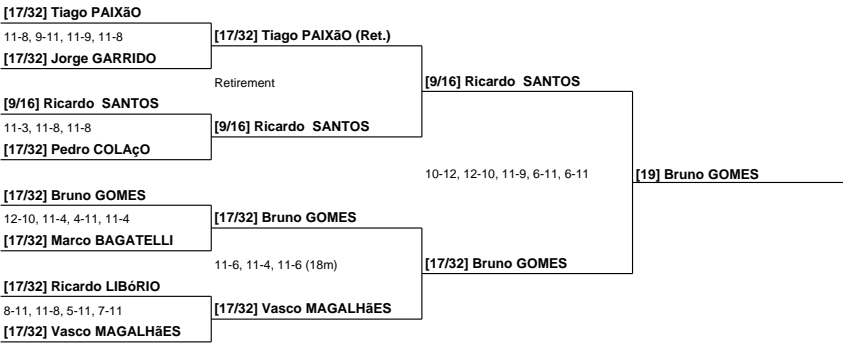 [17/32] Tiago PAIXãO
11-8, 9-11, 11-9, 11-8
[17/32] Jorge GARRIDO
[9/16] Ricardo  SANTOS
11-3, 11-8, 11-8
[17/32] Pedro COLAçO
[17/32] Bruno GOMES
12-10, 11-4, 4-11, 11-4
[17/32] Marco BAGATELLI
[17/32] Ricardo LIBóRIO
8-11, 11-8, 5-11, 7-11
[17/32] Vasco MAGALHãES
[17/32] Tiago PAIXãO (Ret.)
Retirement
[9/16] Ricardo  SANTOS
[17/32] Bruno GOMES
11-6, 11-4, 11-6 (18m)
[17/32] Vasco MAGALHãES
[9/16] Ricardo  SANTOS
10-12, 12-10, 11-9, 6-11, 6-11
[17/32] Bruno GOMES
[19] Bruno GOMES